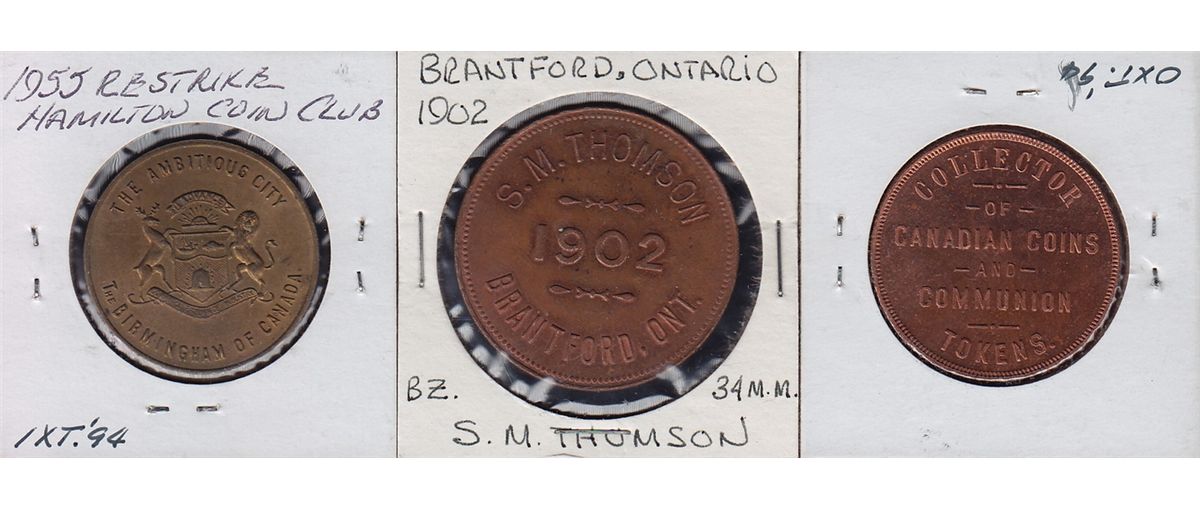 1955 RESTRIKE
HAMILTON COIN CLUB
THE AMBITIOUS CITY
ADVANCE
THE BIRMINGHAM OF CANADA
1XT.'94
BRANTFORD, ONTARIO
1902
S. M. THOMSON
1902
BRANTFORD, ONT.
BZ.
34 M.M.
S. M. THOMSON
COLLECTOR
- OF -
CANADIAN COINS
- AND -
COMMUNION
TOKENS.